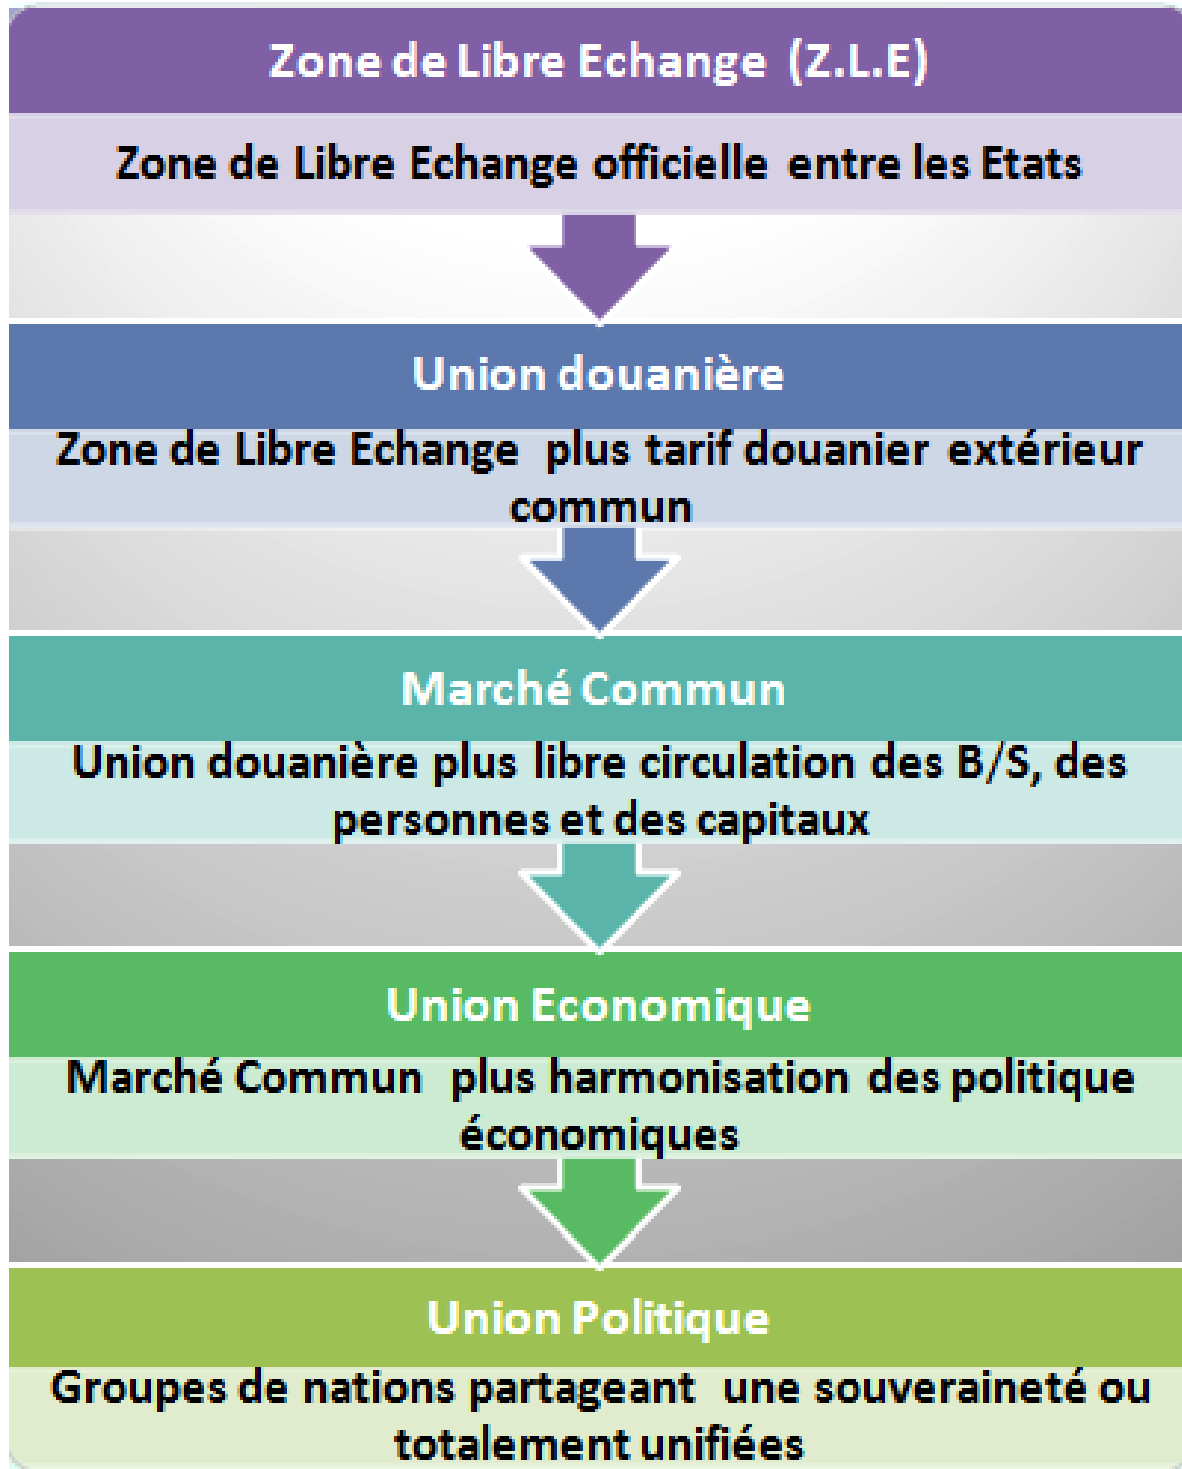 Zone de Libre Echange (Z.L.E)
Zone de Libre Echange officielle entre les Etats
Union douanière
Zone de Libre Echange plus tarif douanier extérieur
commun
Marché Commun
Union douanière plus libre circulation des B/S, des
personnes et des capitaux
Union Economique
Marché Commun plus harmonisation des politique
économiques
Union Politique
Groupes de nations partageant une souveraineté ou
totalement unifiées